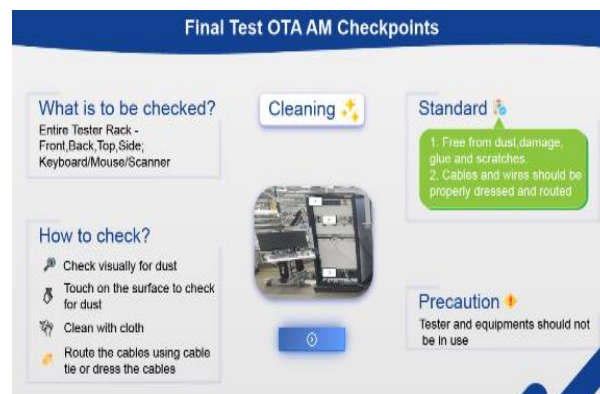 Final Test OTA AM Checkpoints
What is to be checked?
Entire Tester Rack -
Front,Back,Top,Side;
Keyboard/Mouse/Scanner
Cleaning
Standard
1. Free from dust,damage,
glue and scratches.
2. Cables and wires should be
properly dressed and routed
How to check?
Check visually for dust
Touch on the surface to check
for dust
Clean with cloth
Route the cables using cable
tie or dress the cables
Precaution
Tester and equipments should not
be in use